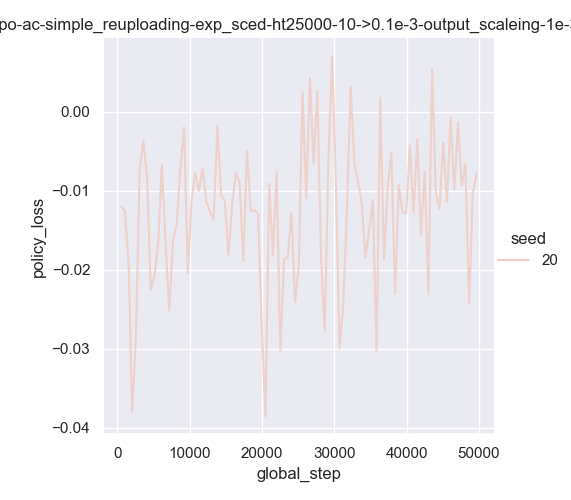 po-ac-simple_reuploading-exp_sced-ht25000-10->0.1e-3-output_scaleing-1e-3
0.00
−0.01
−0.02
−0.03
−0.04
policy_loss
0 10000 20000 30000 40000 50000
global_step
seed
20